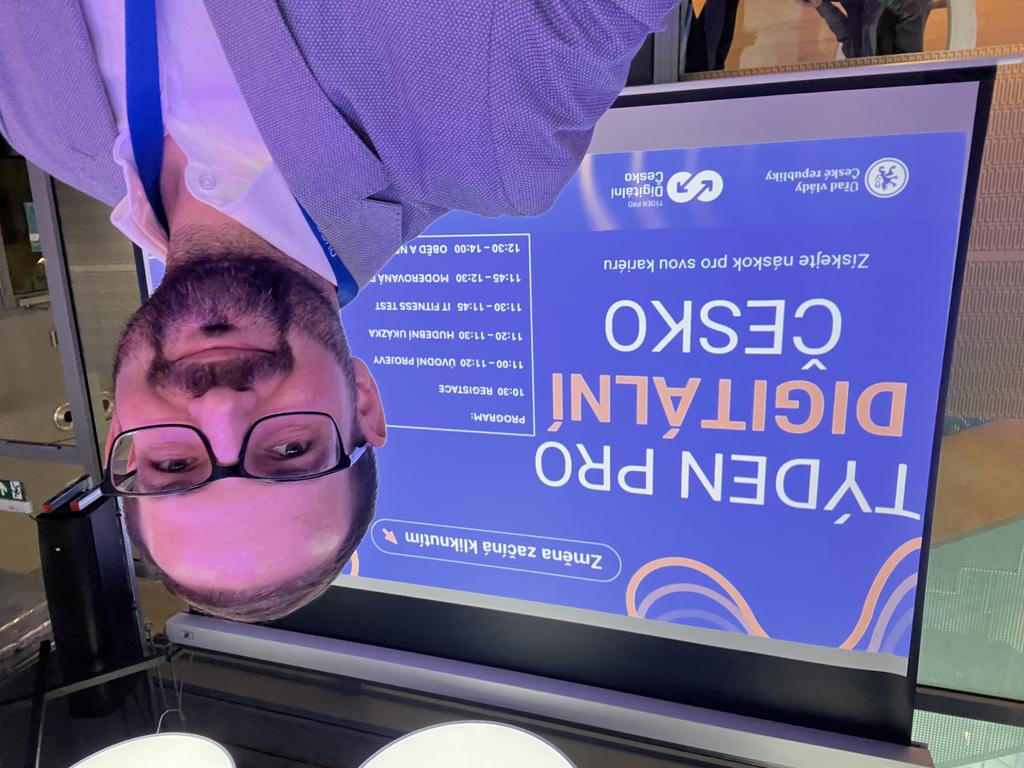 Změna začíná kliknutím
TÝDEN PRO
DIGITÁLNÍ
ČESKO
Získejte náskok pro svou kariéru
PROGRAM:
10:30 REGISTACE
11:00 – 11:20 ÚVODNÍ PROJEVY
11:20 – 11:30 HUDEBNÍ UKÁZKA
11:30 – 11:45 IT FITNESS TEST
11:45 – 12:30 MODEROVANÁ
12:30 – 14:00 OBĚD A
Úřad vlády
České republiky
TÝDEN PRO
Digitální
Česko